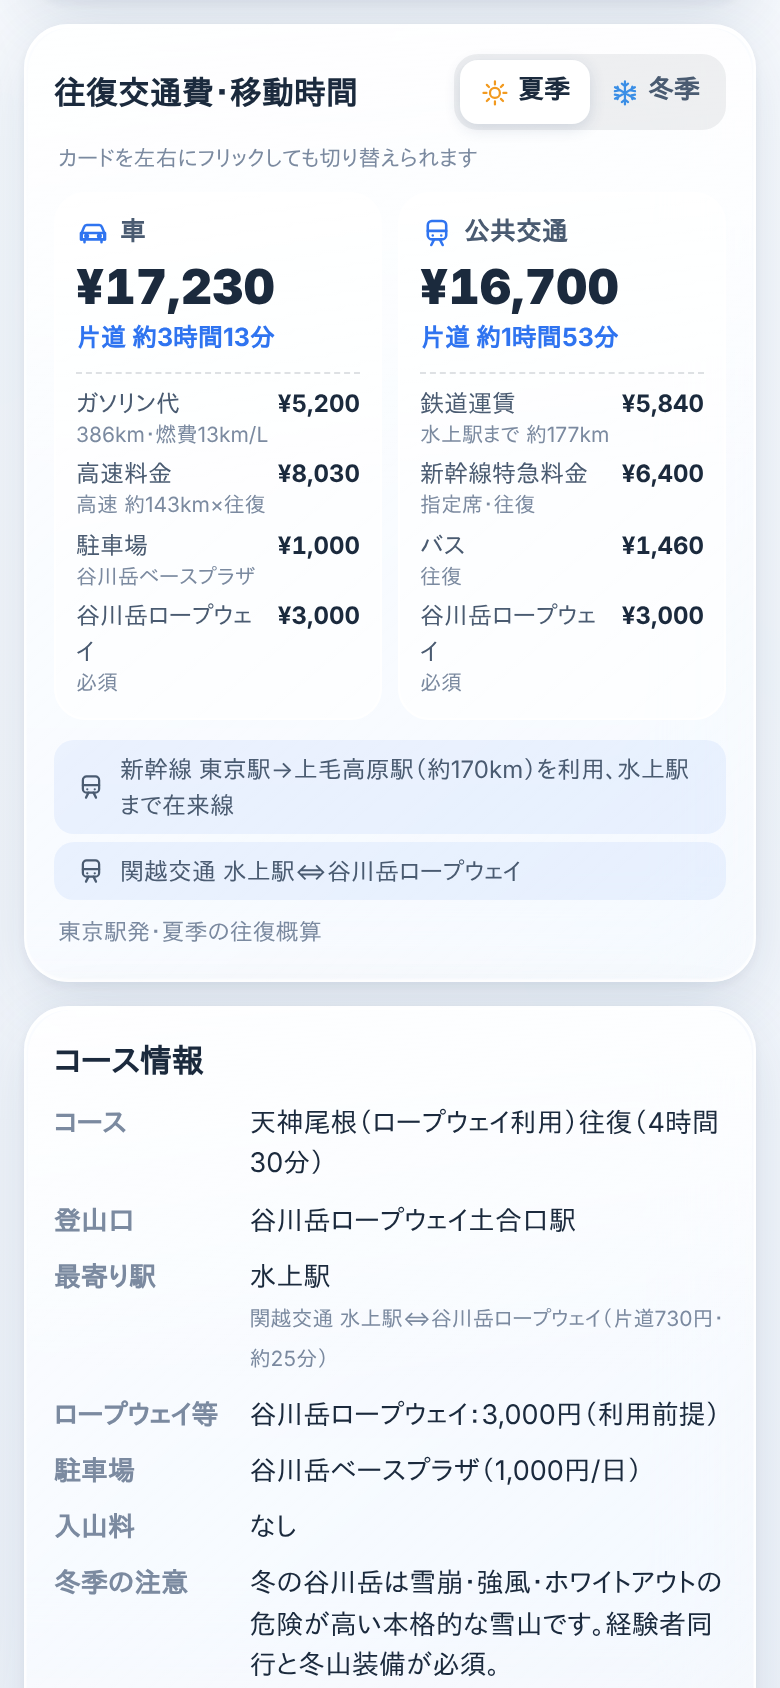 往復交通費・移動時間
夏季
冬季
カードを左右にフリックしても切り替えられます
車
¥17,230
片道 約3時間13分
ガソリン代 ¥5,200
386km・燃費13km/L
高速料金 ¥8,030
高速 約143km×往復
駐車場 ¥1,000
谷川岳ベースプラザ
谷川岳ロープウェ ¥3,000
イ
必須
公共交通
¥16,700
片道 約1時間53分
鉄道運賃 ¥5,840
水上駅まで 約177km
新幹線特急料金 ¥6,400
指定席・往復
バス ¥1,460
往復
谷川岳ロープウェ ¥3,000
イ
必須
新幹線 東京駅→上毛高原駅（約170km）を利用、水上駅
まで在来線
関越交通 水上駅⇔谷川岳ロープウェイ
東京駅発・夏季の往復概算
コース情報
コース 天神尾根（ロープウェイ利用）往復（4時間
30分）
登山口 谷川岳ロープウェイ土合口駅
最寄り駅 水上駅
関越交通 水上駅⇔谷川岳ロープウェイ（片道730円・
約25分）
ロープウェイ等 谷川岳ロープウェイ：3,000円（利用前提）
駐車場 谷川岳ベースプラザ（1,000円/日）
入山料 なし
冬季の注意 冬の谷川岳は雪崩・強風・ホワイトアウトの
危険が高い本格的な雪山です。経験者同
行と冬山装備が必須。